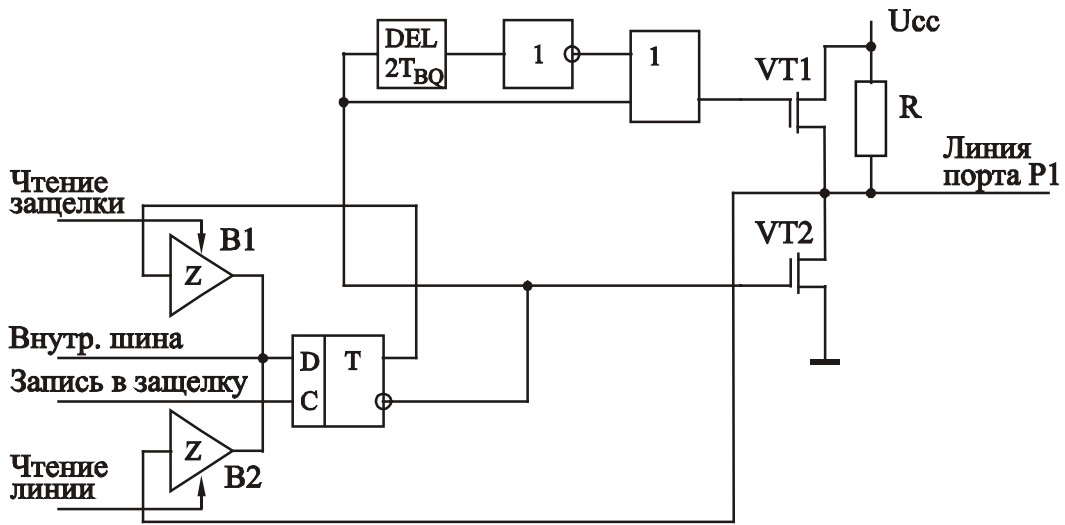 DEL
2T_BQ
1
1
Ucc
VT1
R
Линия
порта P1
Чтение
защелки
B1
Z
VT2
Внутр. шина
D T
Запись в защелку
C
Z
Чтение
линии
B2